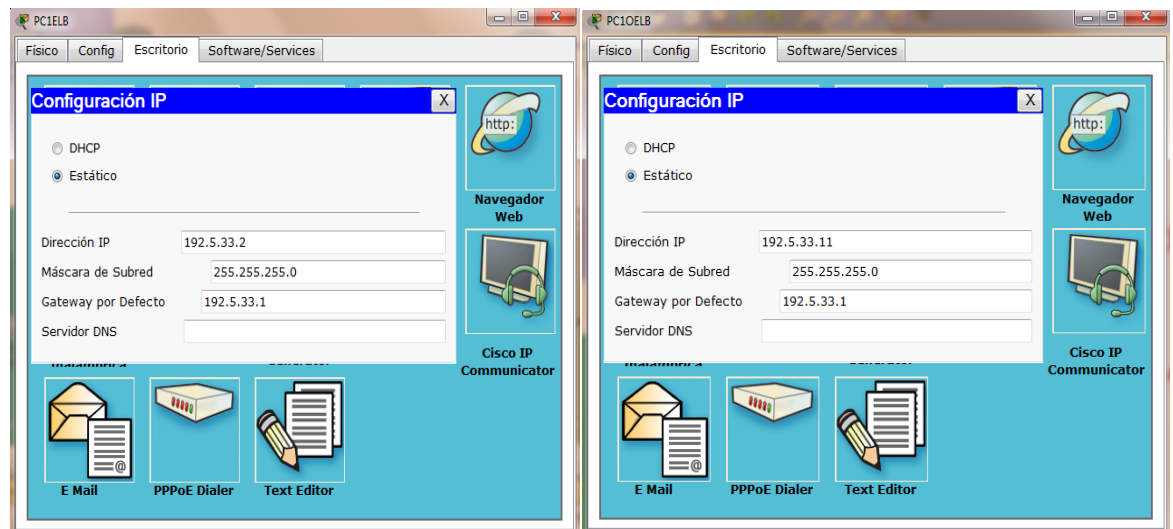 PC1ELB
Físico Config Escritorio Software/Services
Configuración IP X
DHCP
Estático
Dirección IP 192.5.33.2
Máscara de Subred 255.255.255.0
Gateway por Defecto 192.5.33.1
Servidor DNS
http:
Navegador
Web
Cisco IP
Communicator
E Mail PPPoE Dialer Text Editor
PC1OELB
Físico Config Escritorio Software/Services
Configuración IP X
DHCP
Estático
Dirección IP 192.5.33.11
Máscara de Subred 255.255.255.0
Gateway por Defecto 192.5.33.1
Servidor DNS
http:
Navegador
Web
Cisco IP
Communicator
E Mail PPPoE Dialer Text Editor